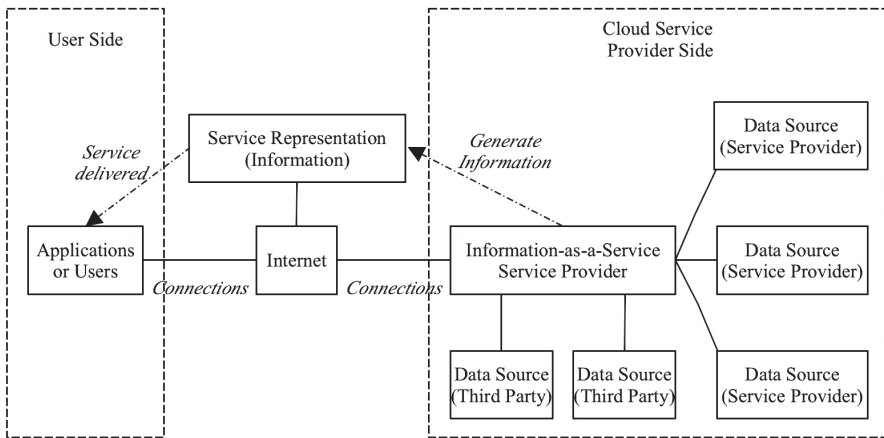 User Side
Cloud Service
Provider Side
Service Representation
(Information)
Generate
Information
Data Source
(Service Provider)
Service
delivered
Applications
or Users
Internet
Information-as-a-Service
Service Provider
Data Source
(Service Provider)
Connections
Connections
Data Source
(Third Party)
Data Source
(Third Party)
Data Source
(Service Provider)